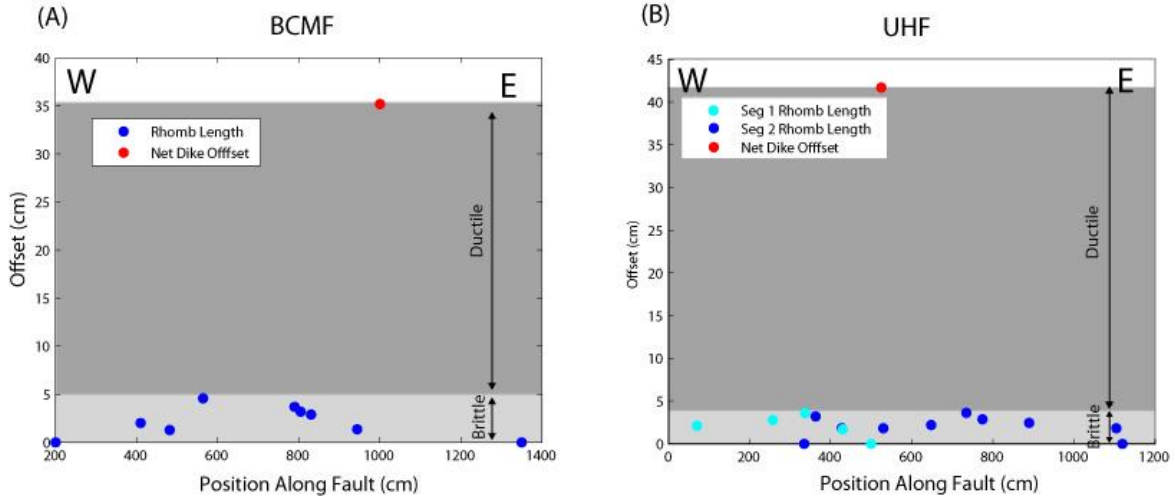 (A)
BCMF
W
E
Rhomb Length
Net Dike Offfset
Ductile
Brittle
Offset (cm)
40
35
30
25
20
15
10
5
0
200
400
600
800
1000
1200
1400
Position Along Fault (cm)
(B)
UHF
W
E
Seg 1 Rhomb Length
Seg 2 Rhomb Length
Net Dike Offfset
Ductile
Brittle
Offset (cm)
45
40
35
30
25
20
15
10
5
0
0
200
400
600
800
1000
1200
Position Along Fault (cm)